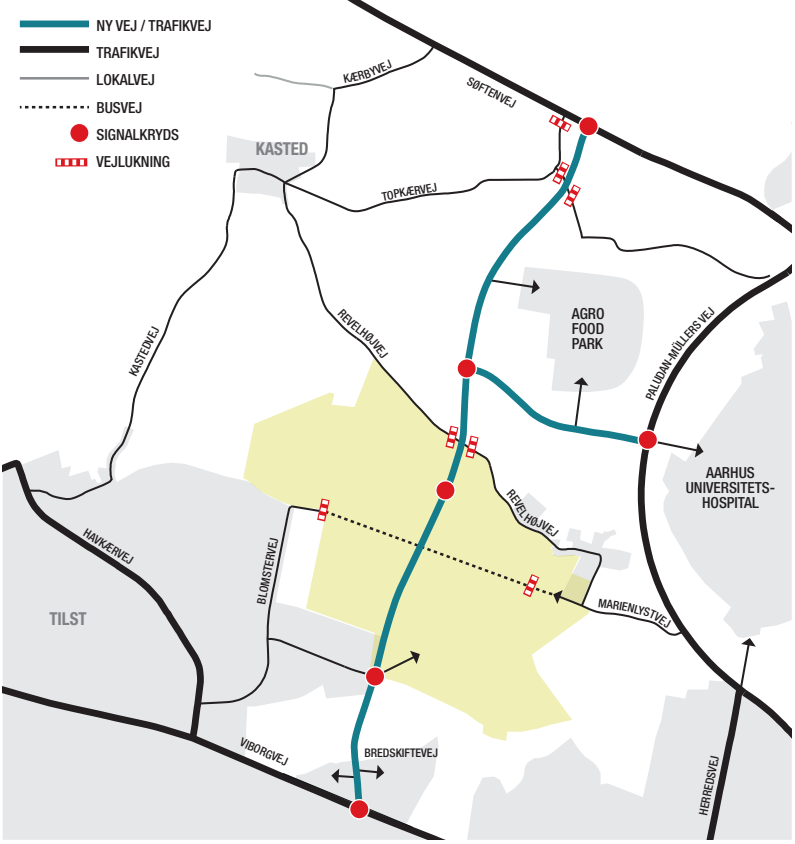 NY VEJ / TRAFIKVEJ
TRAFIKVEJ
LOKALVEJ
BUSVEJ
SIGNALKRYDS
VEJLUKNING
KÆRBYVEJ
SØFTENVEJ
KASTED
TOPKÆRVEJ
REVELHØJVEJ
KASTEDVEJ
AGRO
FOOD
PARK
PALUDAN-MÜLLERS VEJ
AARHUS
UNIVERSITETS-
HOSPITAL
REVELHØJVEJ
HAVKÆRVEJ
BLOMSTERVEJ
TILST
MARIENLYSTVEJ
VIBORGVEJ
BREDSKIFTEVEJ
HERREDSVEJ